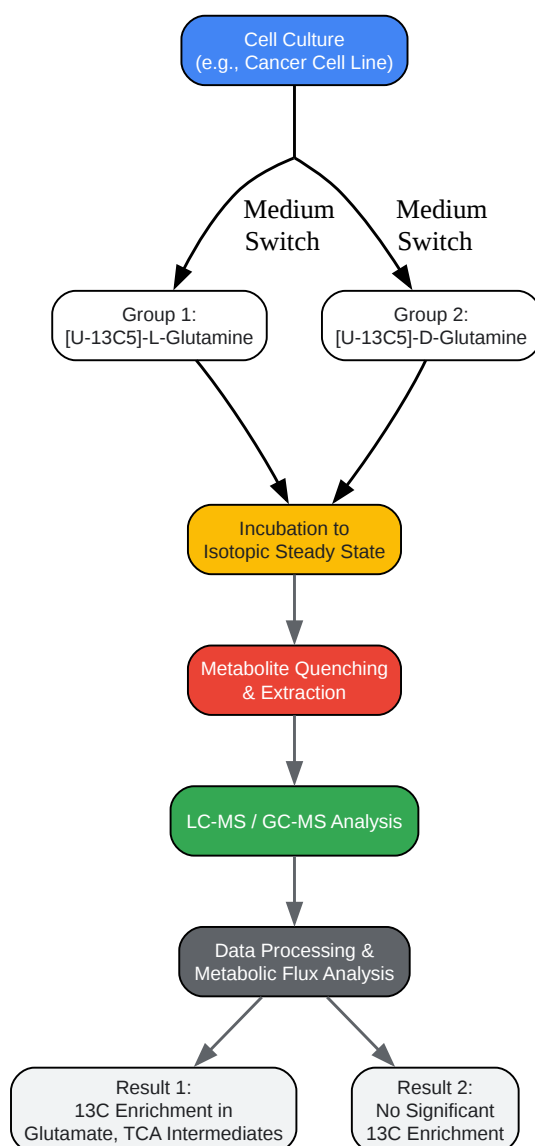 Cell Culture
(e.g., Cancer Cell Line)
Medium
Switch
Medium
Switch
Group 1:
[U-13C5]-L-Glutamine
Group 2:
[U-13C5]-D-Glutamine
Incubation to
Isotopic Steady State
Metabolite Quenching
& Extraction
LC-MS / GC-MS Analysis
Data Processing &
Metabolic Flux Analysis
Result 1:
13C Enrichment in
Glutamate, TCA Intermediates
Result 2:
No Significant
13C Enrichment